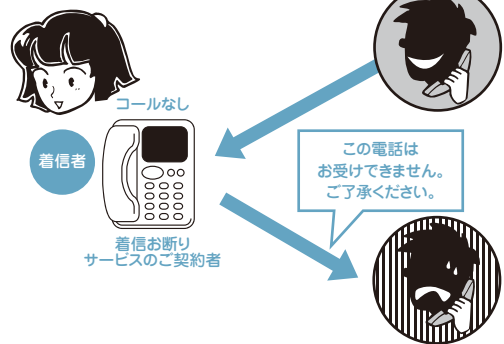 コールなし
着信者
この電話は
お受けできません。
ご了承ください。
着信お断り
サービスのご契約者